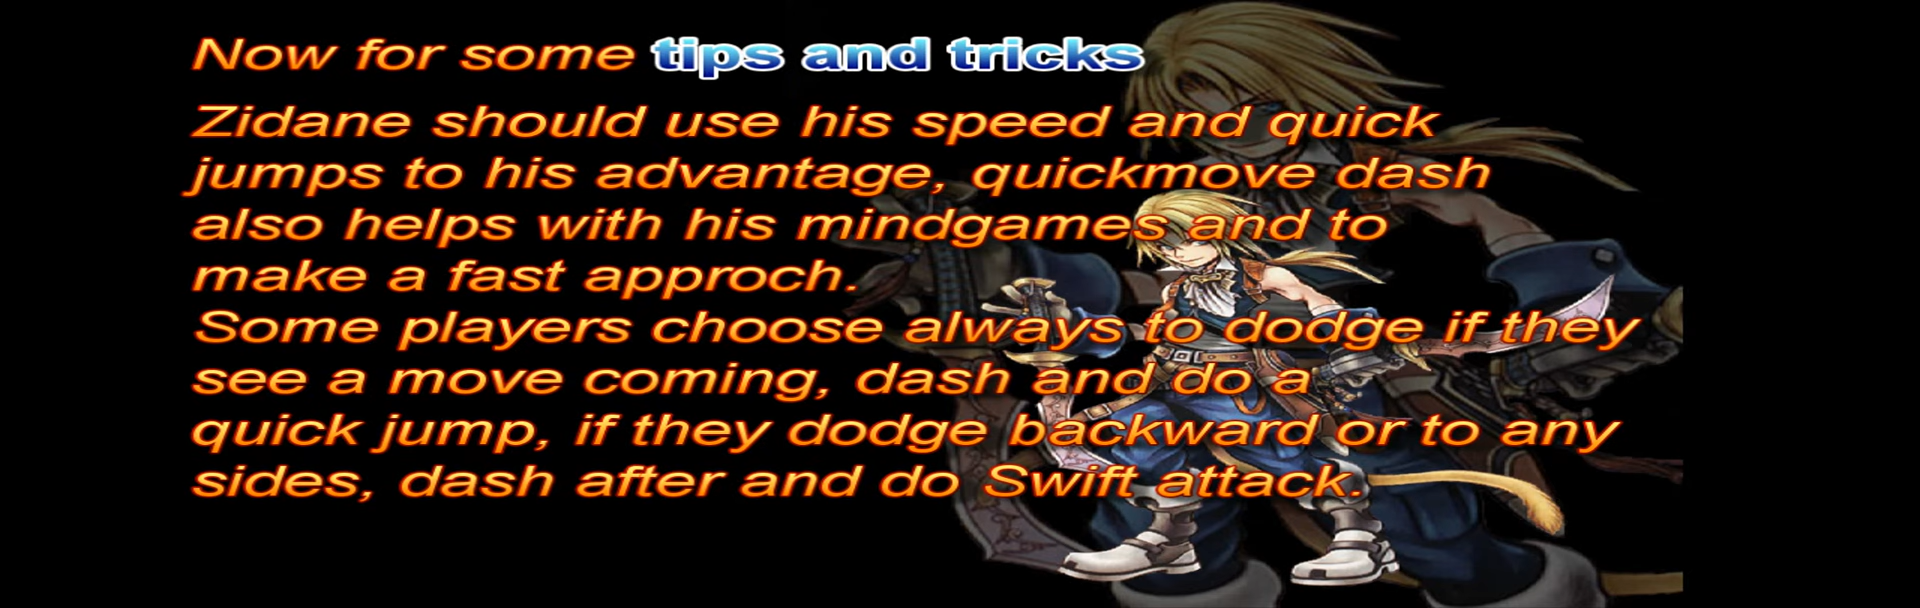 Now for some tips and tricks
Zidane should use his speed and quick
jumps to his advantage, quickmove dash
also helps with his mindgames and to
make a fast approch.
Some players choose always to dodge if they
see a move coming, dash and do a
quick jump, if they dodge backward or to any
sides, dash after and do Swift attack.